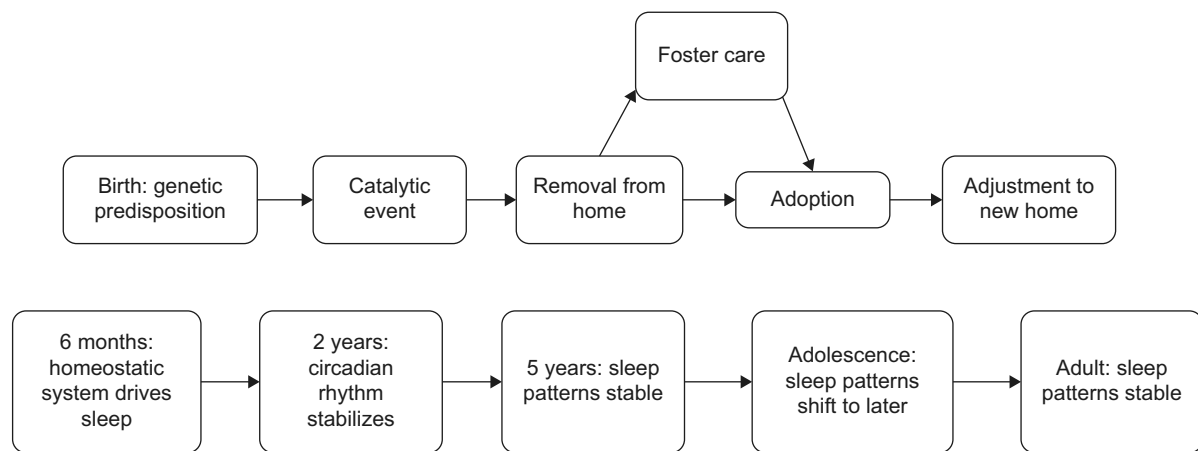 Foster care
Birth: genetic
predisposition
Catalytic
event
Removal from
home
Adoption
Adjustment to
new home
6 months:
homeostatic
system drives
sleep
2 years:
circadian
rhythm
stabilizes
5 years: sleep
patterns stable
Adolescence:
sleep patterns
shift to later
Adult: sleep
patterns stable